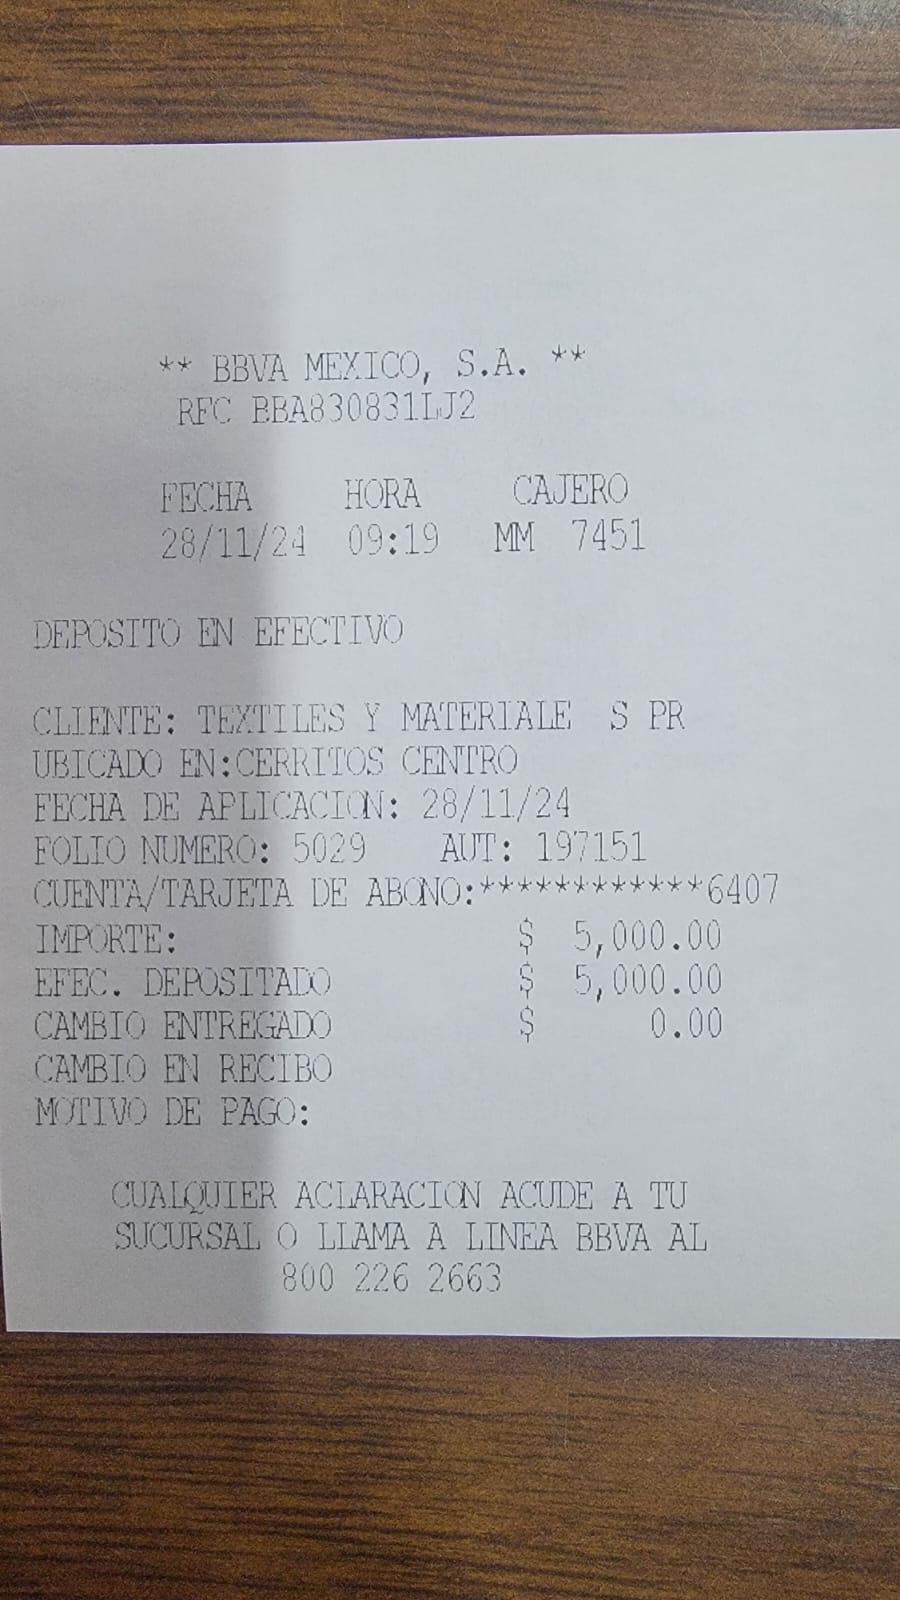 ** BBVA MEXICO, S.A. **
RFC BBA830831LJ2
FECHA HORA CAJERO
28/11/24 09:19 MM 7451
DEPOSITO EN EFECTIVO
CLIENTE: TEXTILES Y MATERIALE S PR
UBICADO EN:CERRITOS CENTRO
FECHA DE APLICACION: 28/11/24
FOLIO NUMERO: 5029 AUT: 197151
CUENTA/TARJETA DE ABONO:************6407
IMPORTE: $ 5,000.00
EFEC. DEPOSITADO $ 5,000.00
CAMBIO ENTREGADO $ 0.00
CAMBIO EN RECIBO
MOTIVO DE PAGO:
CUALQUIER ACLARACION ACUDE A TU
SUCURSAL O LLAMA A LINEA BBVA AL
800 226 2663